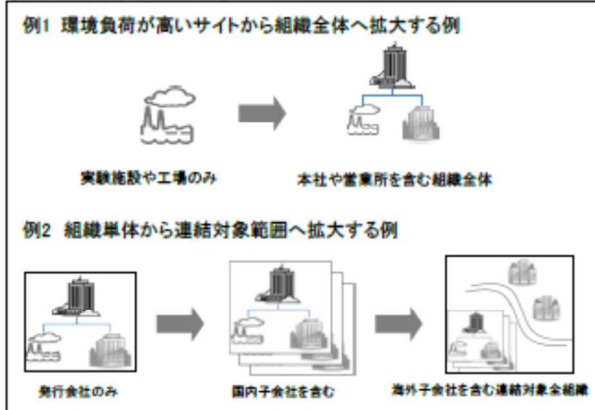 例1 環境負荷が高いサイトから組織全体へ拡大する例
実験施設や工場のみ
本社や営業所を含む組織全体
例2 組織単体から連結対象範囲へ拡大する例
発行会社のみ
国内子会社を含む
海外子会社を含む連結対象全組織